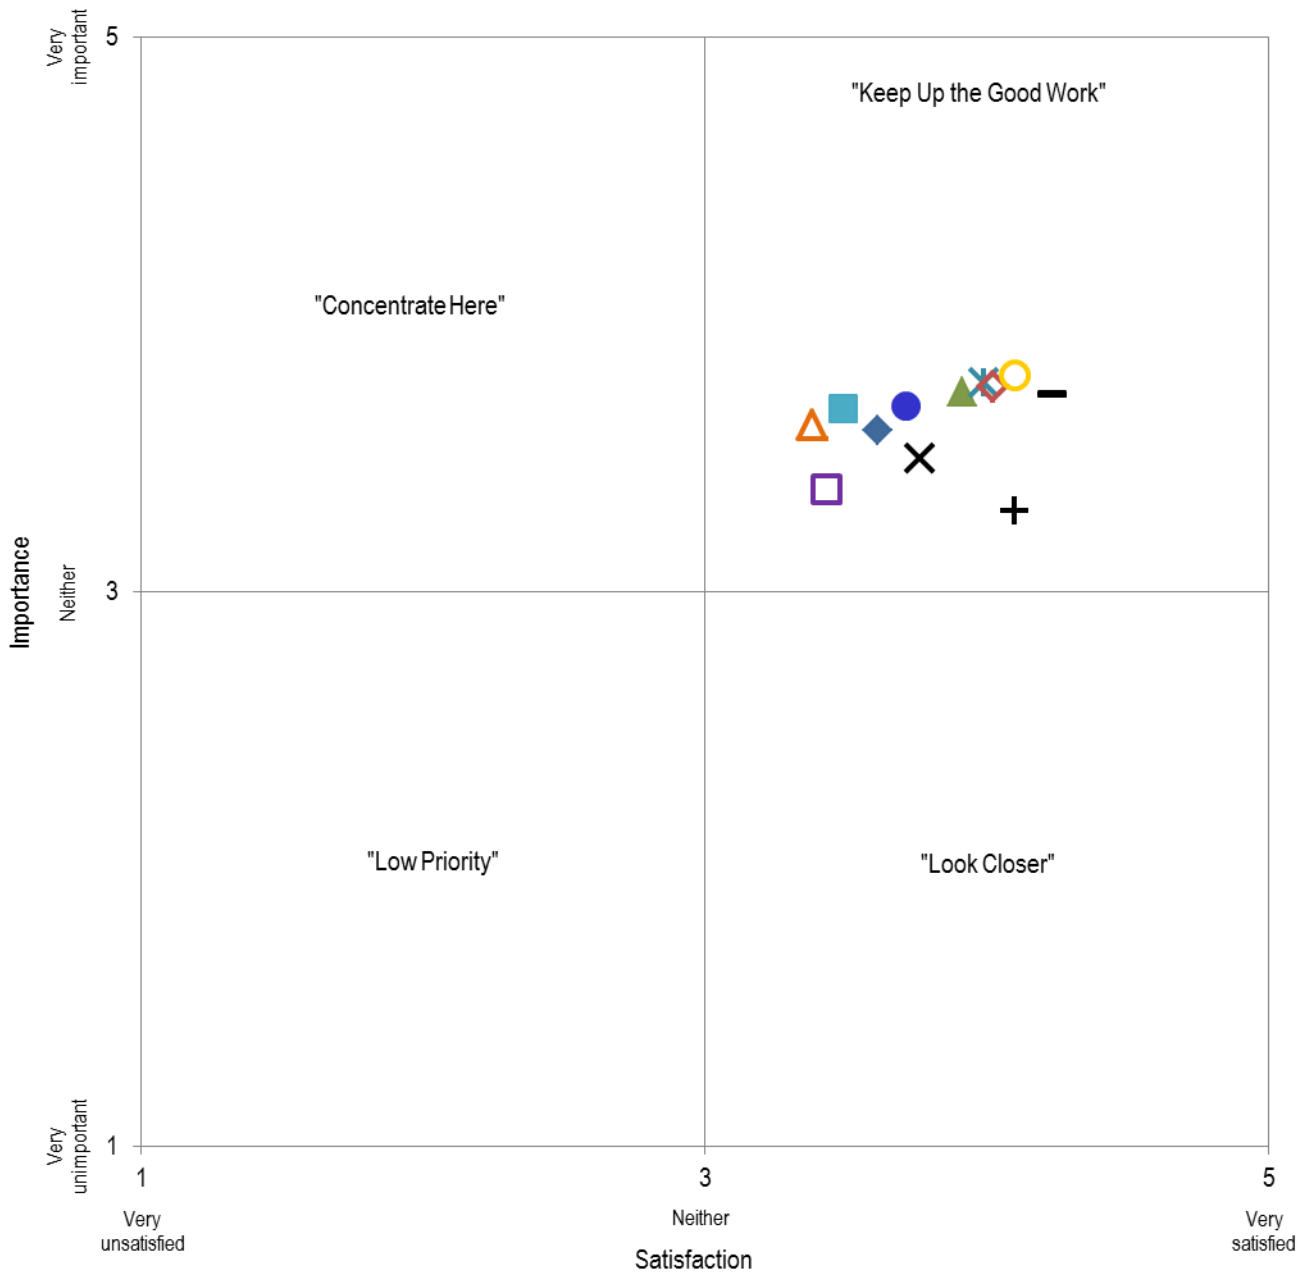 Very
important
5
"Keep Up the Good Work"
"Concentrate Here"
Importance
Neither
3
"Low Priority"
"Look Closer"
Very
unimportant
1
1
3
5
Very
unsatisfied
Neither
Very
satisfied
Satisfaction